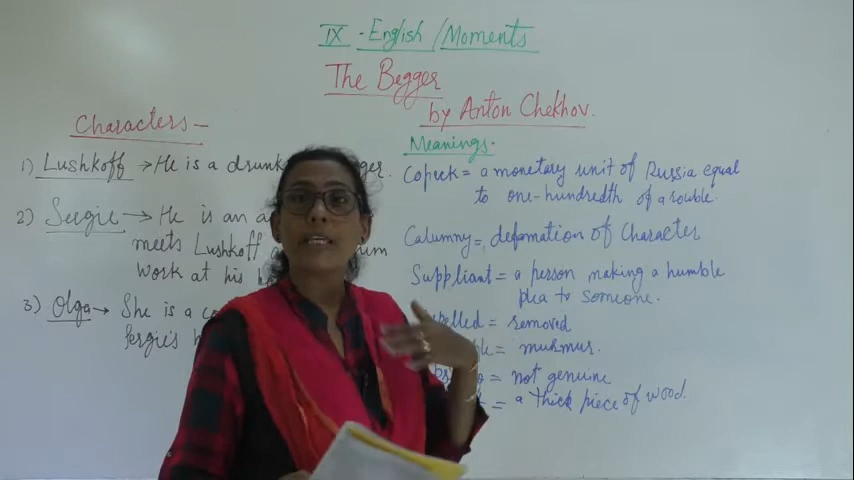 IX - English / Moments
The Begger
by Anton Chekhov.
Characters -
1) Lushkoff → He is a drunk
2) Sergie → He is an
meets Lushkoff
work at his
3) Olga → She is a
Sergie's
Meanings.
Copeck = a monetary unit of Russia equal
to one-hundredth of a rouble.
Calumny = defamation of Character
Suppliant = a person making a humble
plea to someone.
= removed
= mukmur.
= not genuine
= a thick piece of wood.